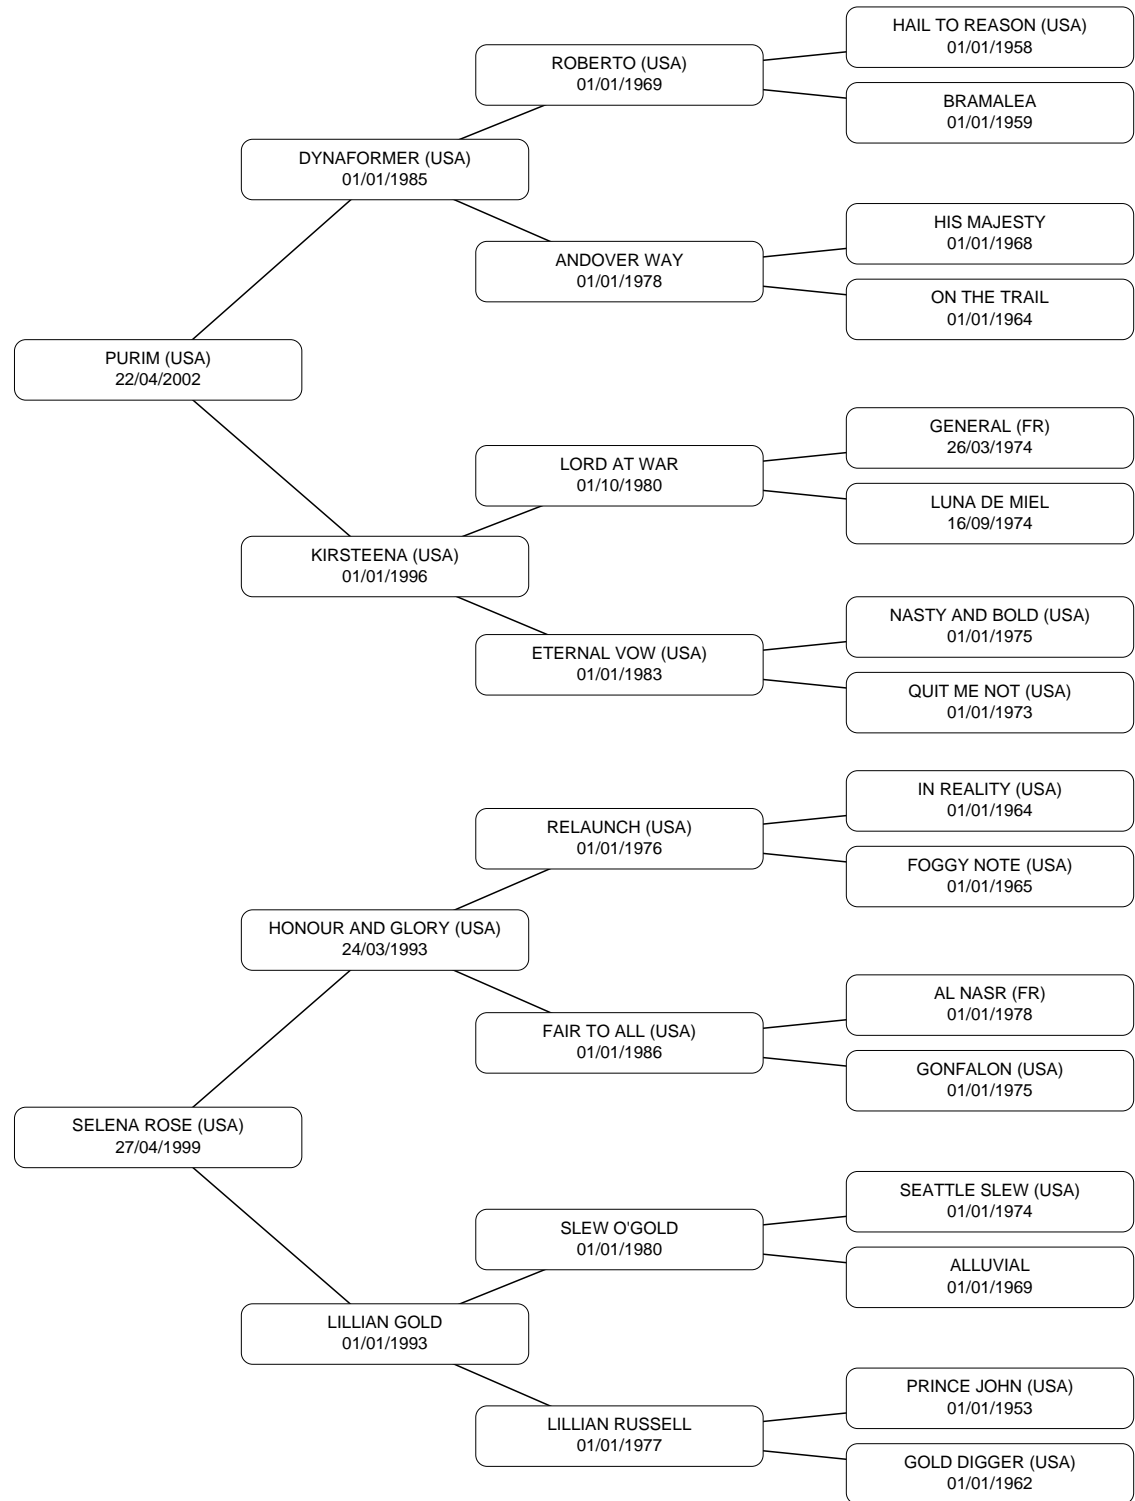 HAIL TO REASON (USA)
01/01/1958
ROBERTO (USA)
01/01/1969
BRAMALEA
01/01/1959
DYNAFORMER (USA)
01/01/1985
HIS MAJESTY
01/01/1968
ANDOVER WAY
01/01/1978
ON THE TRAIL
01/01/1964
PURIM (USA)
22/04/2002
GENERAL (FR)
26/03/1974
LORD AT WAR
01/10/1980
LUNA DE MIEL
16/09/1974
KIRSTEENA (USA)
01/01/1996
NASTY AND BOLD (USA)
01/01/1975
ETERNAL VOW (USA)
01/01/1983
QUIT ME NOT (USA)
01/01/1973
IN REALITY (USA)
01/01/1964
RELAUNCH (USA)
01/01/1976
FOGGY NOTE (USA)
01/01/1965
HONOUR AND GLORY (USA)
24/03/1993
AL NASR (FR)
01/01/1978
FAIR TO ALL (USA)
01/01/1986
GONFALON (USA)
01/01/1975
SELENA ROSE (USA)
27/04/1999
SEATTLE SLEW (USA)
01/01/1974
SLEW O'GOLD
01/01/1980
ALLUVIAL
01/01/1969
LILLIAN GOLD
01/01/1993
PRINCE JOHN (USA)
01/01/1953
LILLIAN RUSSELL
01/01/1977
GOLD DIGGER (USA)
01/01/1962